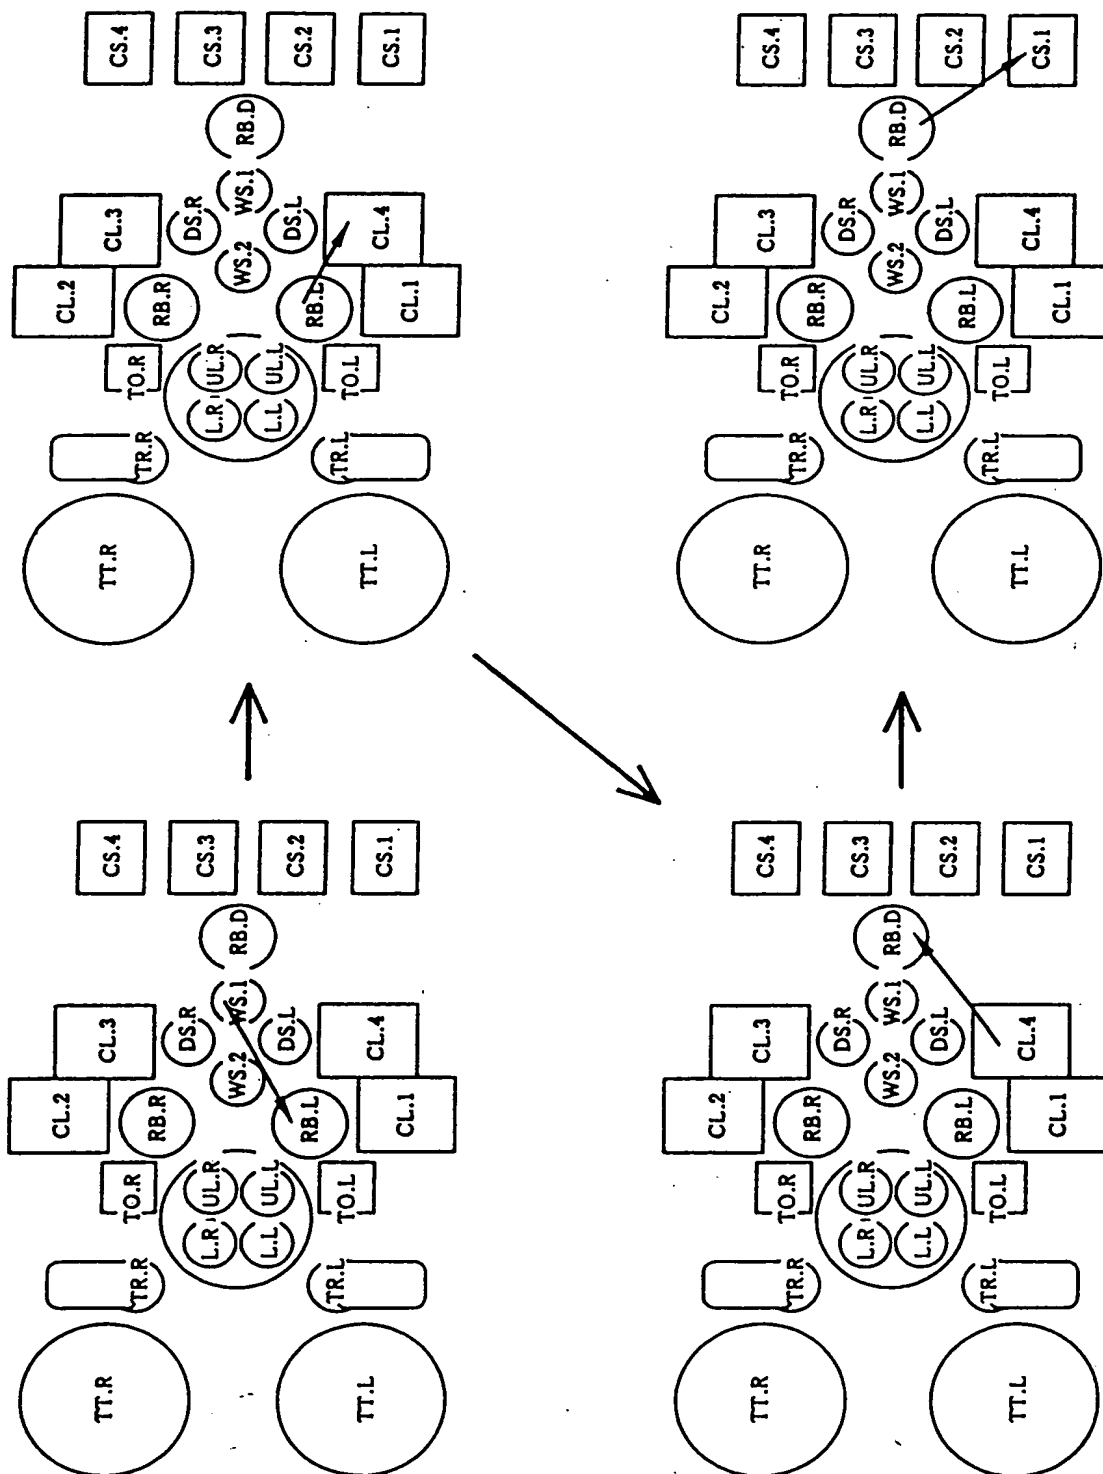 TT.L
TT.R
TR.L
TR.R
L.L
L.R
TO.L
UL.L
UL.R
TO.R
CL.1
RB.L
RB.R
CL.2
WS.2
CL.4
DS.L
DS.R
CL.3
WS.1
RB.D
CS.1
CS.2
CS.3
CS.4
TT.L
TT.R
TR.L
TR.R
L.L
L.R
TO.L
UL.L
UL.R
TO.R
CL.1
RB.L
RB.R
CL.2
WS.2
CL.4
DS.L
DS.R
CL.3
WS.1
RB.D
CS.1
CS.2
CS.3
CS.4
TT.L
TT.R
TR.L
TR.R
L.L
L.R
TO.L
UL.L
UL.R
TO.R
CL.1
RB.L
RB.R
CL.2
WS.2
CL.4
DS.L
DS.R
CL.3
WS.1
RB.D
CS.1
CS.2
CS.3
CS.4
TT.L
TT.R
TR.L
TR.R
L.L
L.R
TO.L
UL.L
UL.R
TO.R
CL.1
RB.L
RB.R
CL.2
WS.2
CL.4
DS.L
DS.R
CL.3
WS.1
RB.D
CS.1
CS.2
CS.3
CS.4